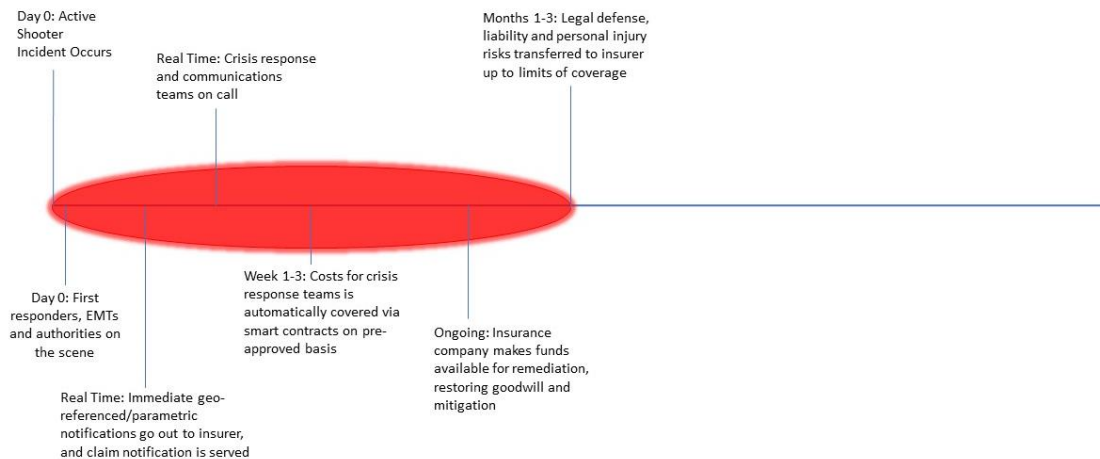 Day 0: Active
Shooter
Incident Occurs
Real Time: Crisis response
and communications
teams on call
Months 1-3: Legal defense,
liability and personal injury
risks transferred to insurer
up to limits of coverage
Day 0: First
responders, EMTs
and authorities on
the scene
Real Time: Immediate geo-
referenced/parametric
notifications go out to insurer,
and claim notification is served
Week 1-3: Costs for crisis
response teams is
automatically covered via
smart contracts on pre-
approved basis
Ongoing: Insurance
company makes funds
available for remediation,
restoring goodwill and
mitigation